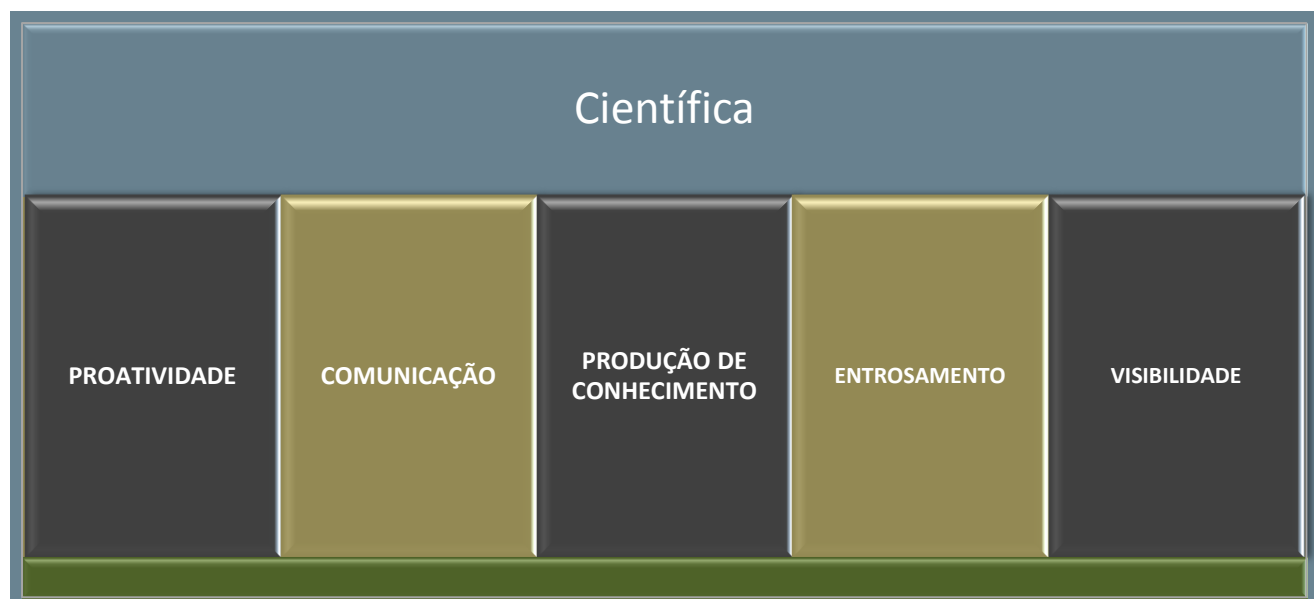 Científica
PROATIVIDADE
COMUNICAÇÃO
PRODUÇÃO DE
CONHECIMENTO
ENTROSAMENTO
VISIBILIDADE